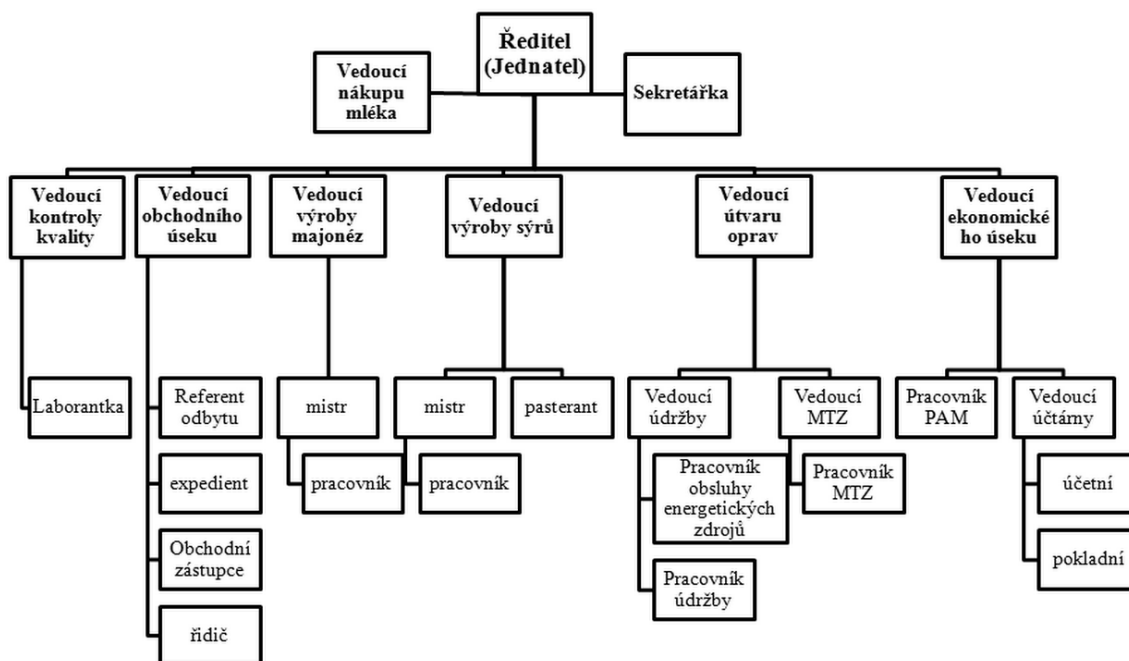 Ředitel
(Jednatel)
Vedoucí
nákupu
mléka
Sekretářka
Vedoucí
kontroly
kvality
Vedoucí
obchodního
úseku
Vedoucí
výroby
majonéz
Vedoucí
výroby sýrů
Vedoucí
útvaru
oprav
Vedoucí
ekonomické
ho úseku
Laborantka
Referent
odbytu
expedient
Obchodní
zástupce
řidič
mistr
pracovník
mistr
pracovník
pasterant
Vedoucí
údržby
Pracovník
obsluhy
energetických
zdrojů
Pracovník
údržby
Vedoucí
MTZ
Pracovník
MTZ
Pracovník
PAM
Vedoucí
účtárny
účetní
pokladní